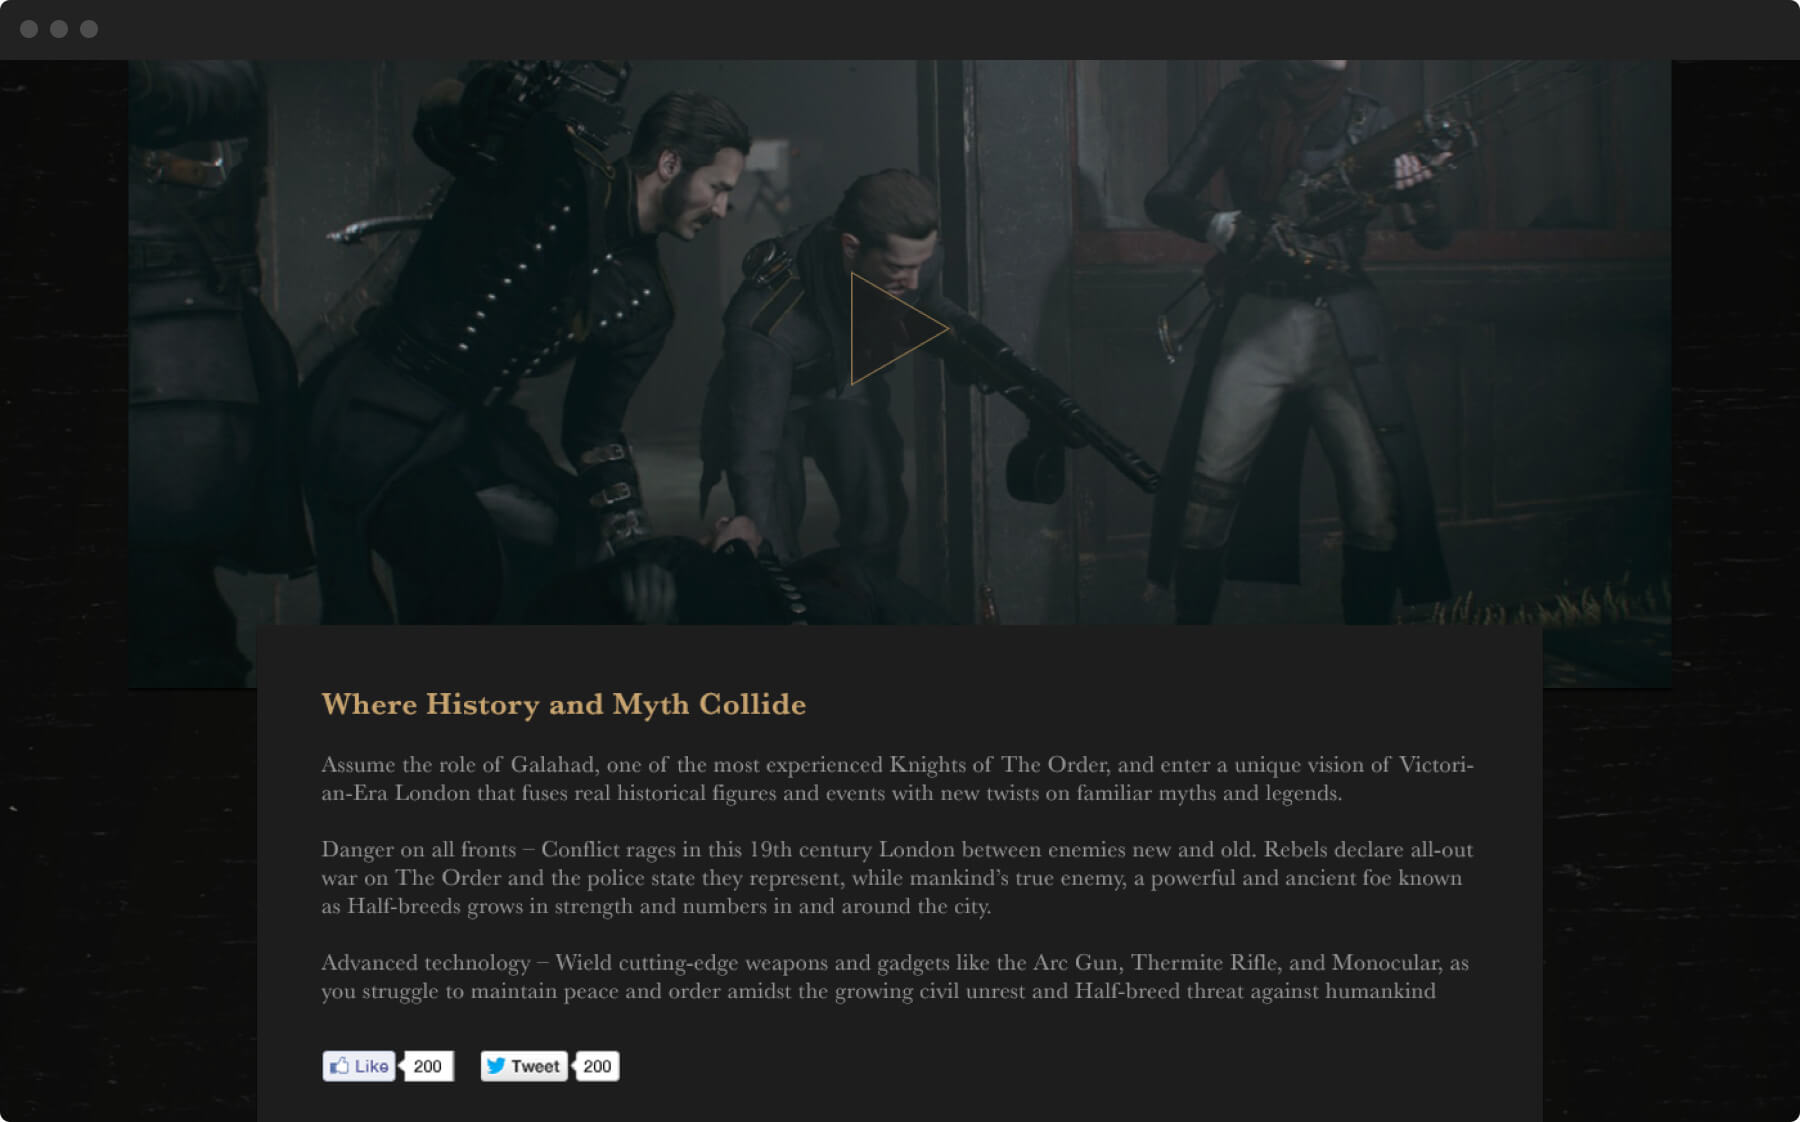 Where History and Myth Collide
Assume the role of Galahad, one of the most experienced Knights of The Order, and enter a unique vision of Victori-
an-Era London that fuses real historical figures and events with new twists on familiar myths and legends.
Danger on all fronts – Conflict rages in this 19th century London between enemies new and old. Rebels declare all-out
war on The Order and the police state they represent, while mankind’s true enemy, a powerful and ancient foe known
as Half-breeds grows in strength and numbers in and around the city.
Advanced technology – Wield cutting-edge weapons and gadgets like the Arc Gun, Thermite Rifle, and Monocular, as
you struggle to maintain peace and order amidst the growing civil unrest and Half-breed threat against humankind
Like 200 Tweet 200